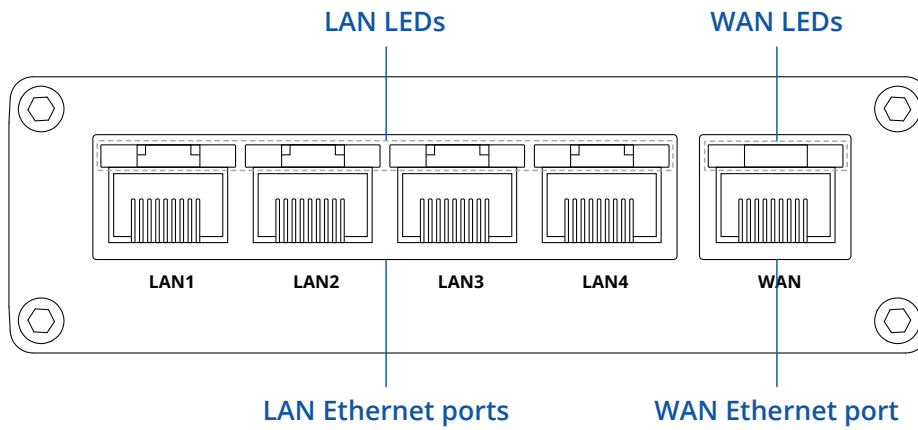 LAN LEDs
WAN LEDs
LAN1
LAN2
LAN3
LAN4
WAN
LAN Ethernet ports
WAN Ethernet port